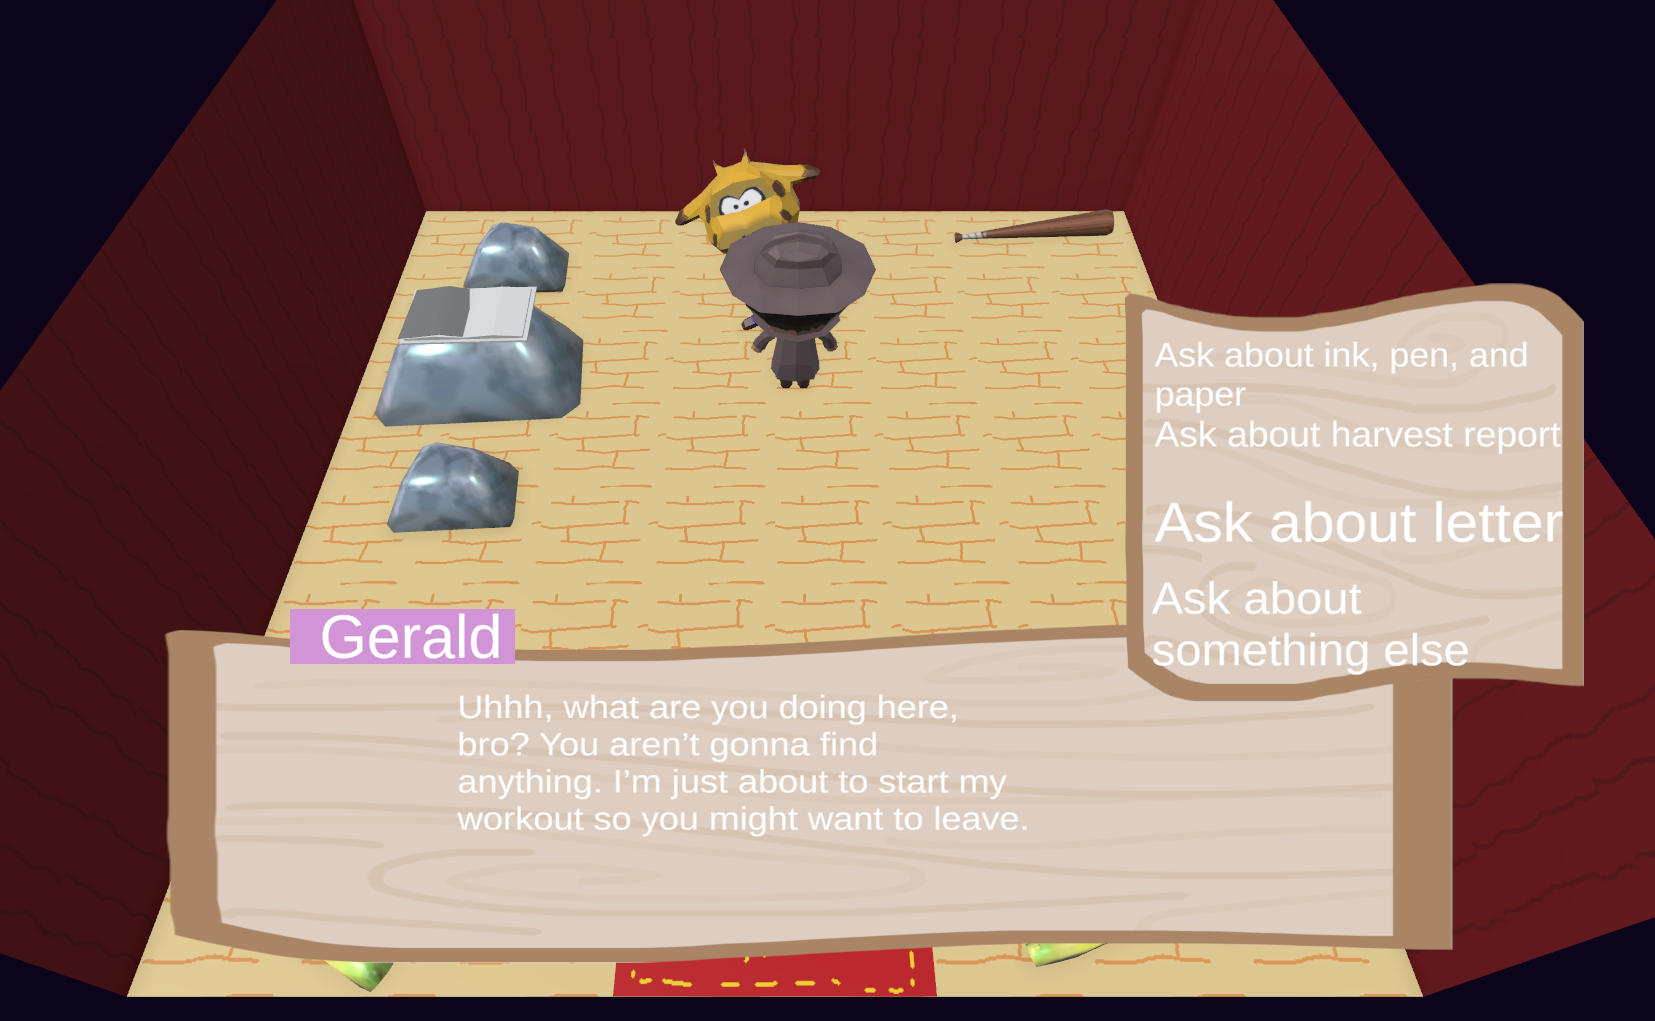 Ask about ink, pen, and
paper
Ask about harvest report
Ask about letter
Ask about
something else
Gerald
Uhhh, what are you doing here,
bro? You aren’t gonna find
anything. I’m just about to start my
workout so you might want to leave.